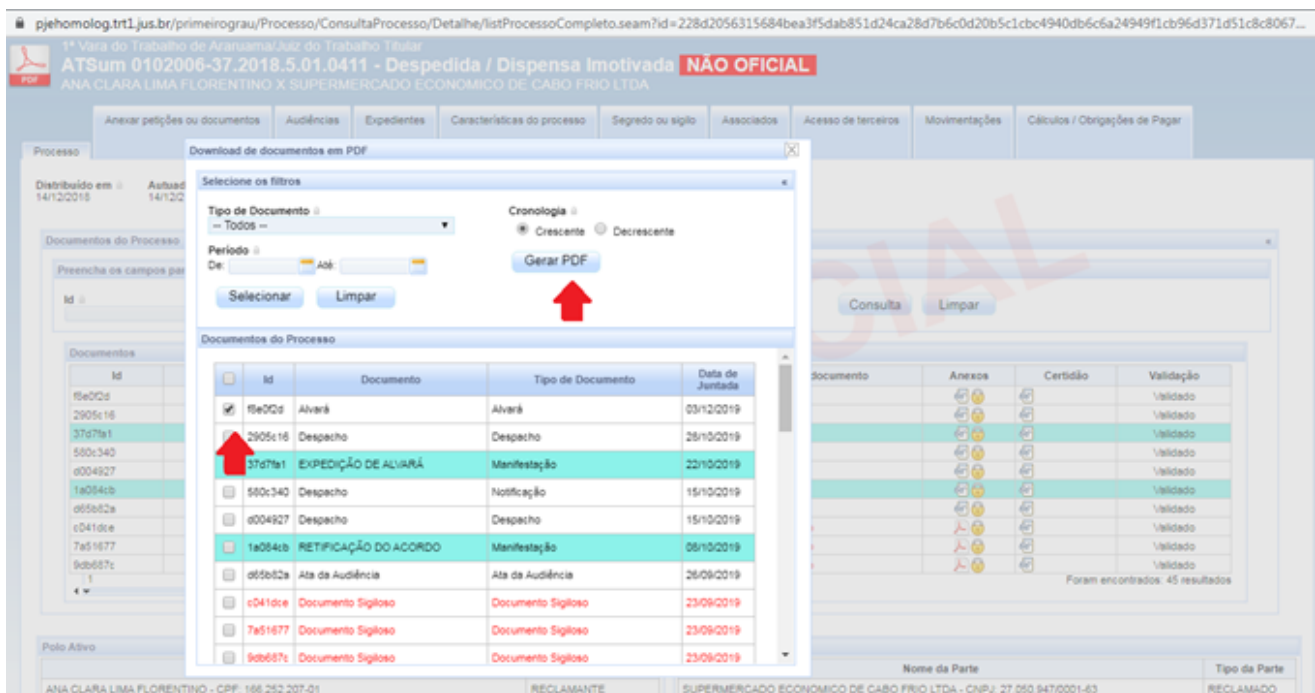 pjehomolog.trt1.jus.br/primeirograu/Processo/ConsultaProcesso/Detalhe/listProcessoCompleto.seam?id=228d2056315684bea3f5dab851d24ca28d7b6c0d20b5c1cbc4940db6c6a24949f1cb96d371d51c8c8067...
1ª Vara do Trabalho de Araruama/Juiz do Trabalho Titular
PDF
ATSum 0102006-37.2018.5.01.0411 - Despedida / Dispensa Imotivada NÃO OFICIAL
ANA CLARA LIMA FLORENTINO X SUPERMERCADO ECONOMICO DE CABO FRIO LTDA
Anexar petições ou documentos Audiências Expedientes Características do processo Segredo ou sigilo Associados Acesso de terceiros Movimentações Cálculos / Obrigações de Pagar
Processo
Download de documentos em PDF
Distribuído em Autuad
14/12/2018 14/12/2
Selecione os filtros
Tipo de Documento Cronologia
-- Todos -- Crescente Decrescente
Período
De: Até: Gerar PDF
Selecionar Limpar
Documentos do Processo
Preencha os campos par
Id
Consulta Limpar
CIAL
Documentos do Processo
Id Documento Tipo de Documento Data de Juntada
f8e0f2d Alvará Alvará 03/12/2019
2905c16 Despacho Despacho 28/10/2019
37d7fa1 EXPEDIÇÃO DE ALVARÁ Manifestação 22/10/2019
580c340 Despacho Notificação 15/10/2019
d004927 Despacho Despacho 15/10/2019
1a084cb RETIFICAÇÃO DO ACORDO Manifestação 08/10/2019
d65b82a Ata da Audiência Ata da Audiência 26/09/2019
c041dce Documento Sigiloso Documento Sigiloso 23/09/2019
7a51677 Documento Sigiloso Documento Sigiloso 23/09/2019
9db687c Documento Sigiloso Documento Sigiloso 23/09/2019
Documentos
Id documento Anexos Certidão Validação
f8e0f2d Validado
2905c16 Validado
37d7fa1 Validado
580c340 Validado
d004927 Validado
1a084cb Validado
d65b82a Validado
c041dce Validado
7a51677 Validado
9db687c Validado
1
Foram encontrados: 45 resultados
Polo Ativo
Nome da Parte Tipo da Parte
ANA CLARA LIMA FLORENTINO - CPF: 166.252.207-01 RECLAMANTE SUPERMERCADO ECONOMICO DE CABO FRIO LTDA - CNPJ: 27.050.947/0001-63 RECLAMADO